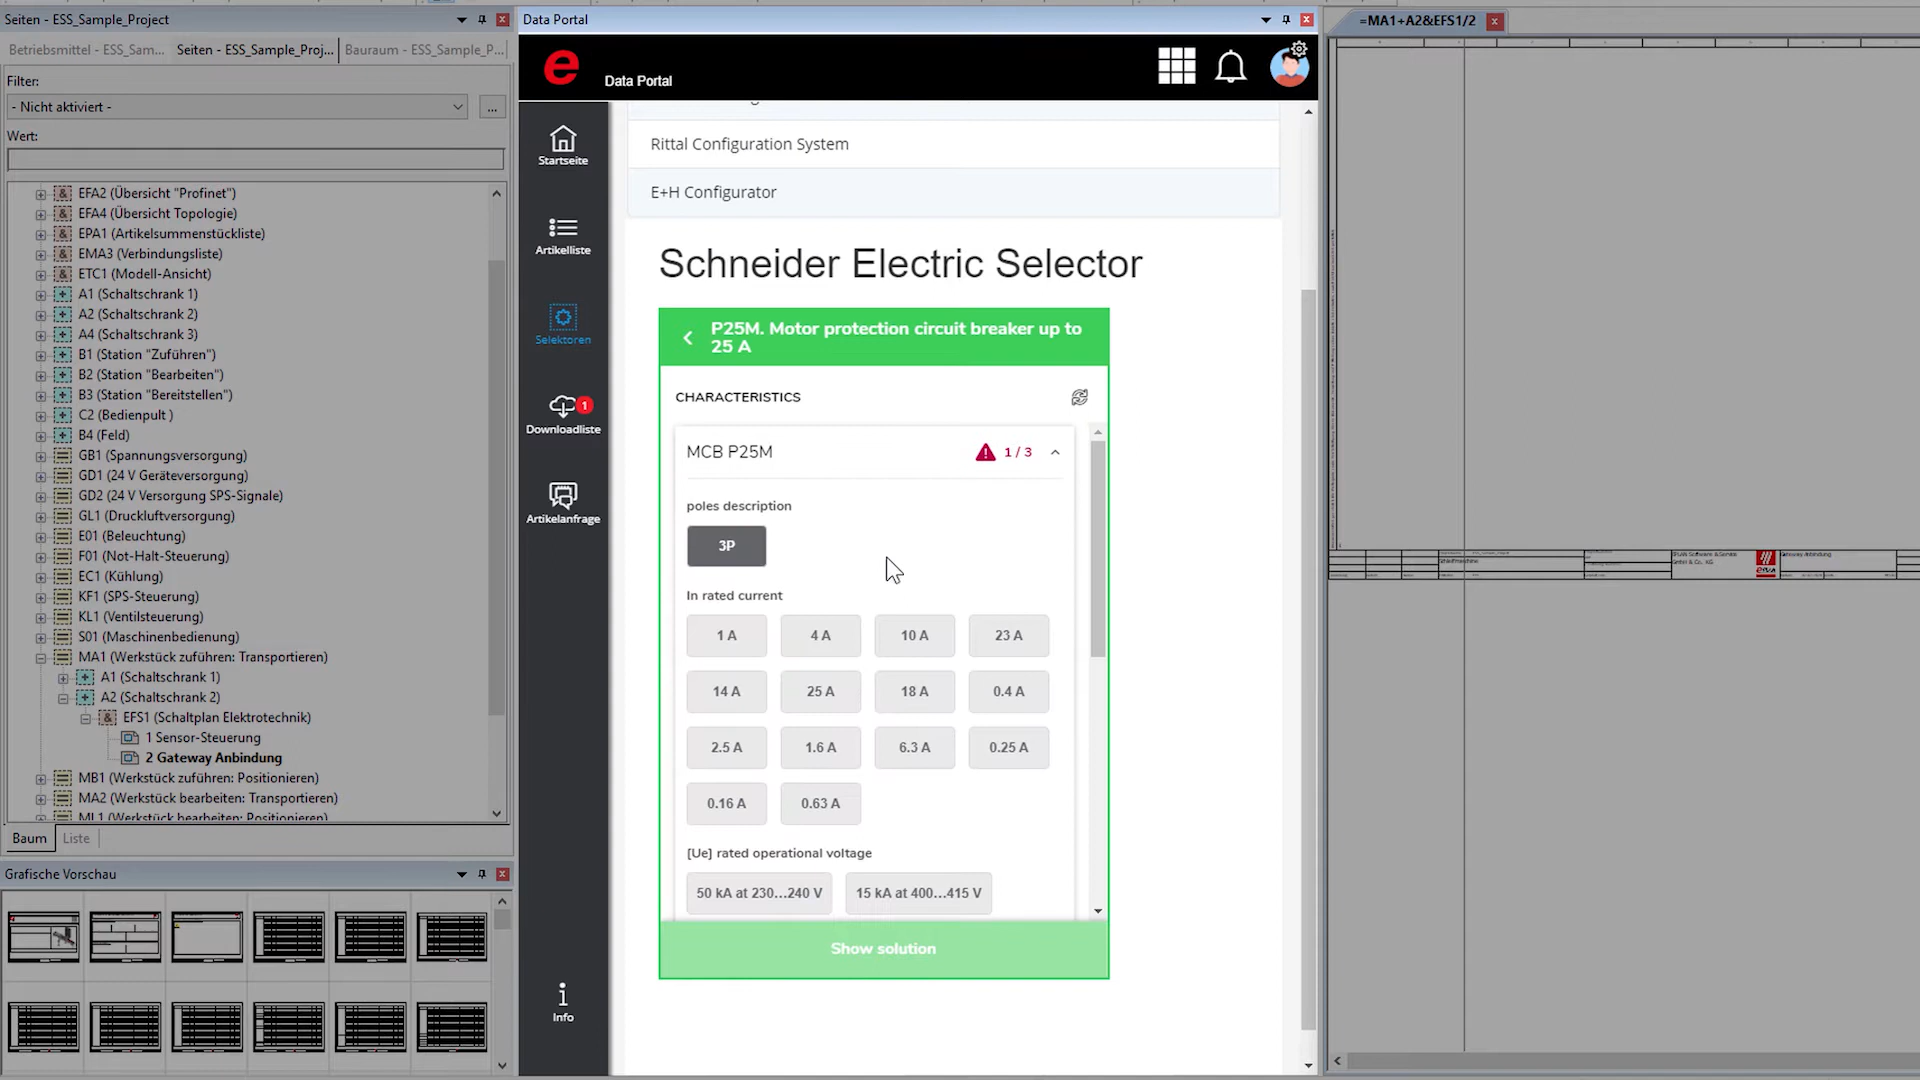 Seiten - ESS_Sample_Project
Betriebsmittel - ESS_Sam...
Seiten - ESS_Sample_Proj...
Bauraum - ESS_Sample_P...
Filter:
- Nicht aktiviert -
...
Wert:
EFA2 (Übersicht "Profinet")
EFA4 (Übersicht Topologie)
EPA1 (Artikelsummenstückliste)
EMA3 (Verbindungsliste)
ETC1 (Modell-Ansicht)
A1 (Schaltschrank 1)
A2 (Schaltschrank 2)
A4 (Schaltschrank 3)
B1 (Station "Zuführen")
B2 (Station "Bearbeiten")
B3 (Station "Bereitstellen")
C2 (Bedienpult )
B4 (Feld)
GB1 (Spannungsversorgung)
GD1 (24 V Geräteversorgung)
GD2 (24 V Versorgung SPS-Signale)
GL1 (Druckluftversorgung)
E01 (Beleuchtung)
F01 (Not-Halt-Steuerung)
EC1 (Kühlung)
KF1 (SPS-Steuerung)
KL1 (Ventilsteuerung)
S01 (Maschinenbedienung)
MA1 (Werkstück zuführen: Transportieren)
A1 (Schaltschrank 1)
A2 (Schaltschrank 2)
EFS1 (Schaltplan Elektrotechnik)
1 Sensor-Steuerung
2 Gateway Anbindung
MB1 (Werkstück zuführen: Positionieren)
MA2 (Werkstück bearbeiten: Transportieren)
ML1 (Werkstück bearbeiten: Positionieren)
Baum
Liste
Grafische Vorschau
Data Portal
e
Data Portal
Startseite
Artikelliste
Selektoren
1
Downloadliste
Artikelanfrage
i
Info
Rittal Configuration System
E+H Configurator
Schneider Electric Selector
P25M. Motor protection circuit breaker up to
25 A
CHARACTERISTICS
MCB P25M
1 / 3
poles description
3P
In rated current
1 A
4 A
10 A
23 A
14 A
25 A
18 A
0.4 A
2.5 A
1.6 A
6.3 A
0.25 A
0.16 A
0.63 A
[Ue] rated operational voltage
50 kA at 230...240 V
15 kA at 400...415 V
Show solution
=MA1+A2&EFS1/2
Gateway Anbindung